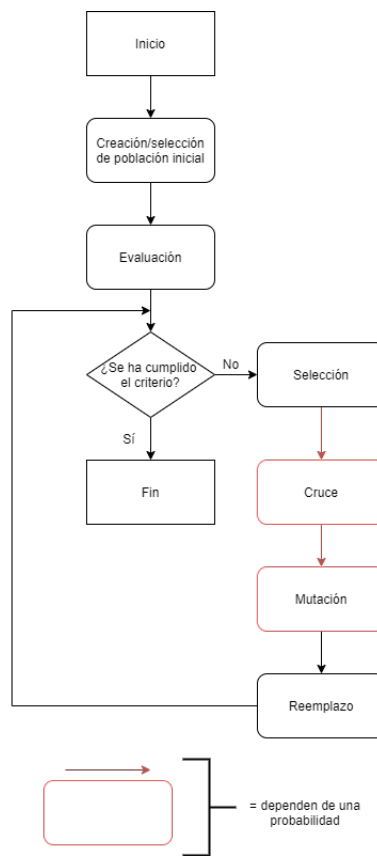 Inicio
Creación/selección
de población inicial
Evaluación
¿Se ha cumplido
el criterio?
No
Selección
Sí
Fin
Cruce
Mutación
Reemplazo
= dependen de una
probabilidad